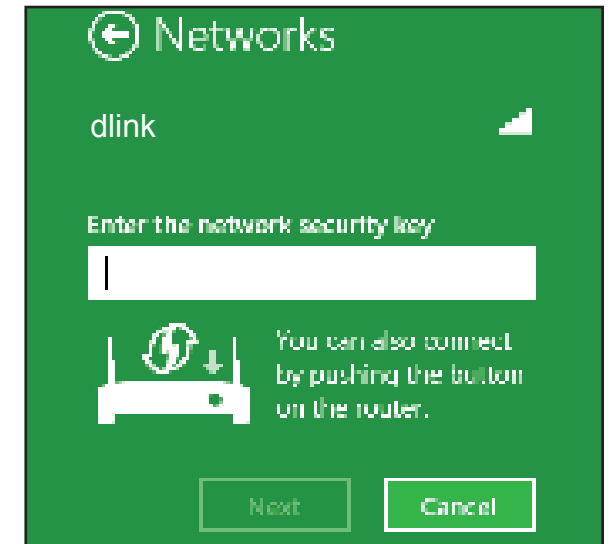 Networks
dlink
Enter the network security key
You can also connect
by pushing the button
on the router.
Next
Cancel